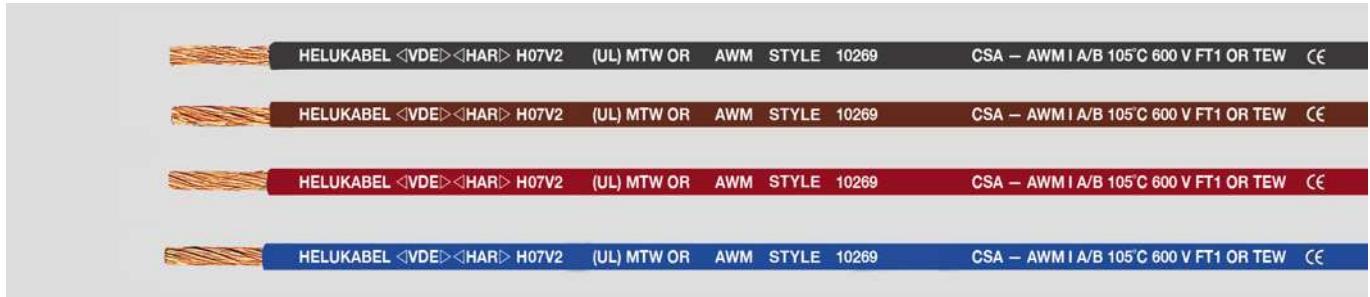 HELUKABEL ◁VDE▷ ◁HAR▷ H07V2 (UL) MTW OR AWM STYLE 10269 CSA — AWM I A/B 105°C 600 V FT1 OR TEW CE
HELUKABEL ◁VDE▷ ◁HAR▷ H07V2 (UL) MTW OR AWM STYLE 10269 CSA — AWM I A/B 105°C 600 V FT1 OR TEW CE
HELUKABEL ◁VDE▷ ◁HAR▷ H07V2 (UL) MTW OR AWM STYLE 10269 CSA — AWM I A/B 105°C 600 V FT1 OR TEW CE
HELUKABEL ◁VDE▷ ◁HAR▷ H07V2 (UL) MTW OR AWM STYLE 10269 CSA — AWM I A/B 105°C 600 V FT1 OR TEW CE